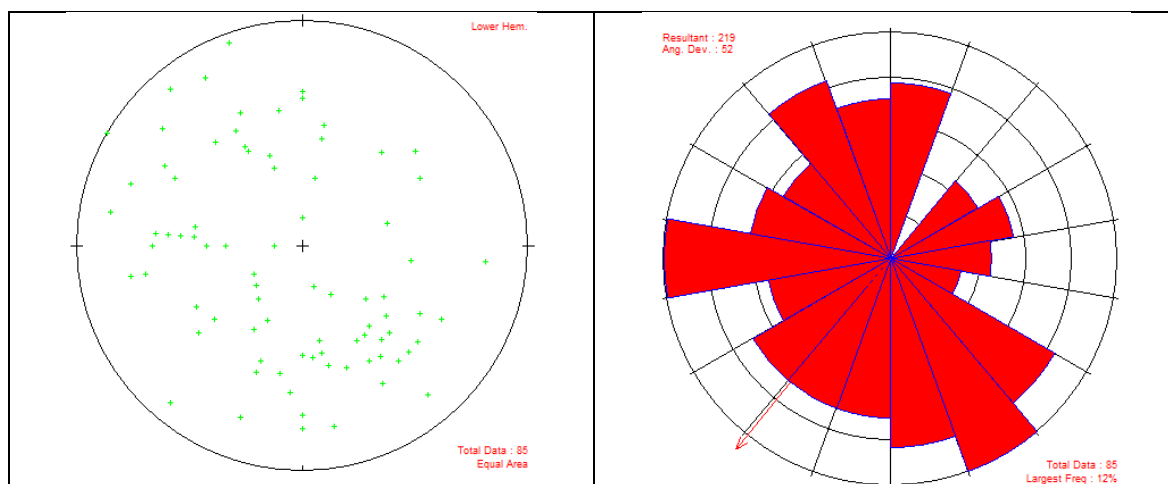 Lower Hem.
Total Data : 85
Equal Area
Resultant : 219
Ang. Dev. : 52
Total Data : 85
Largest Freq : 12%